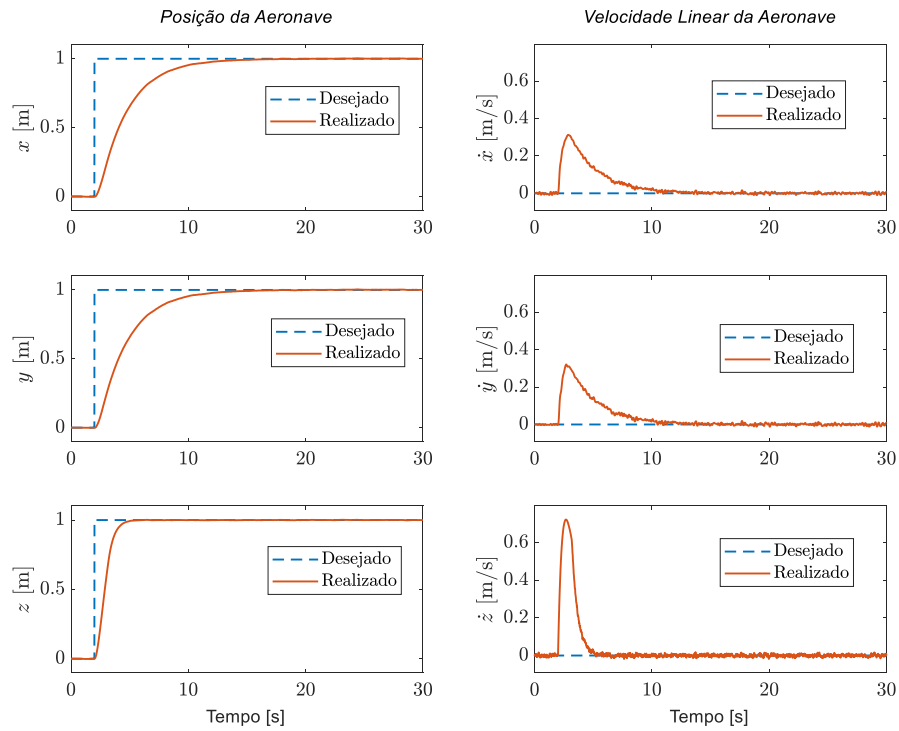 Posição da Aeronave
Velocidade Linear da Aeronave
x [m]
1
0.5
0
Desejado
Realizado
0 10 20 30
ẋ [m/s]
0.6
0.4
0.2
0
Desejado
Realizado
0 10 20 30
y [m]
1
0.5
0
Desejado
Realizado
0 10 20 30
ẏ [m/s]
0.6
0.4
0.2
0
Desejado
Realizado
0 10 20 30
z [m]
1
0.5
0
Desejado
Realizado
0 10 20 30
Tempo [s]
ż [m/s]
0.6
0.4
0.2
0
Desejado
Realizado
0 10 20 30
Tempo [s]